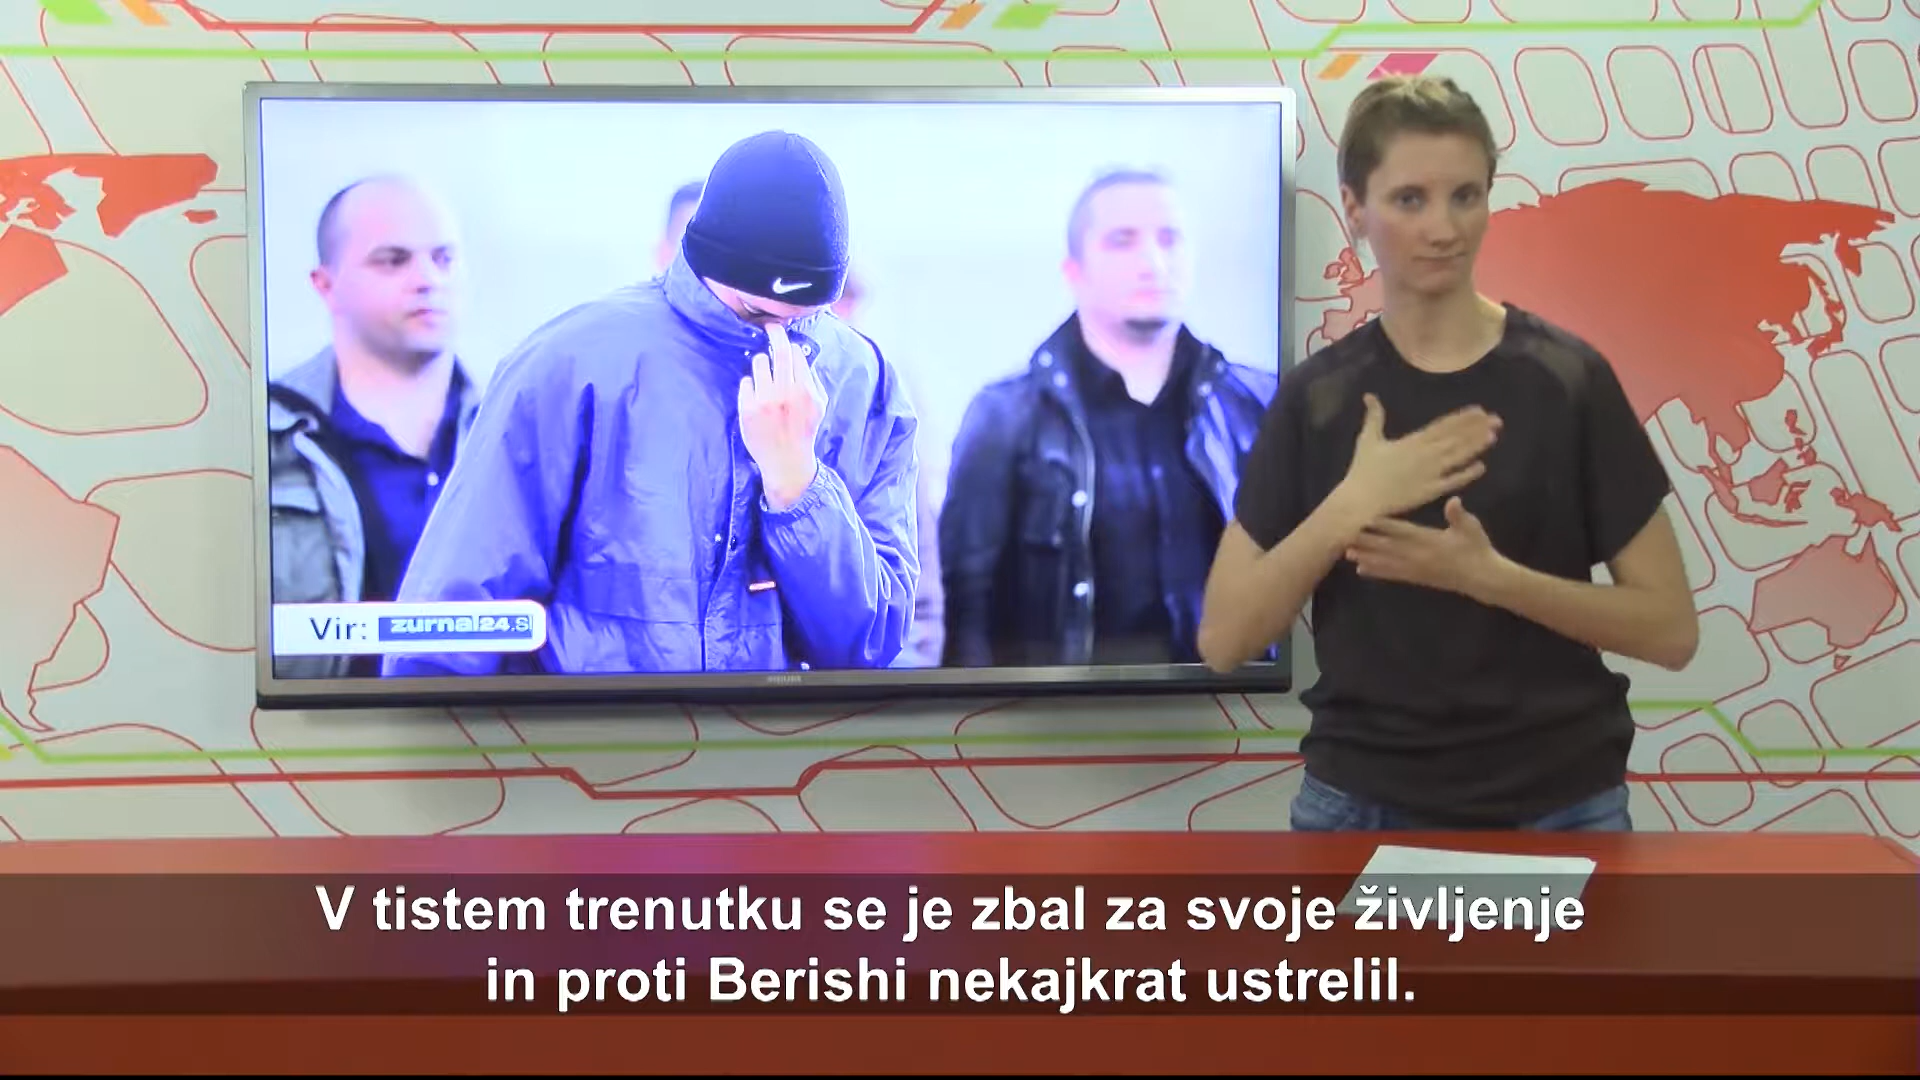 Vir: zurnal24.si
V tistem trenutku se je zbal za svoje življenje
in proti Berishi nekajkrat ustrelil.